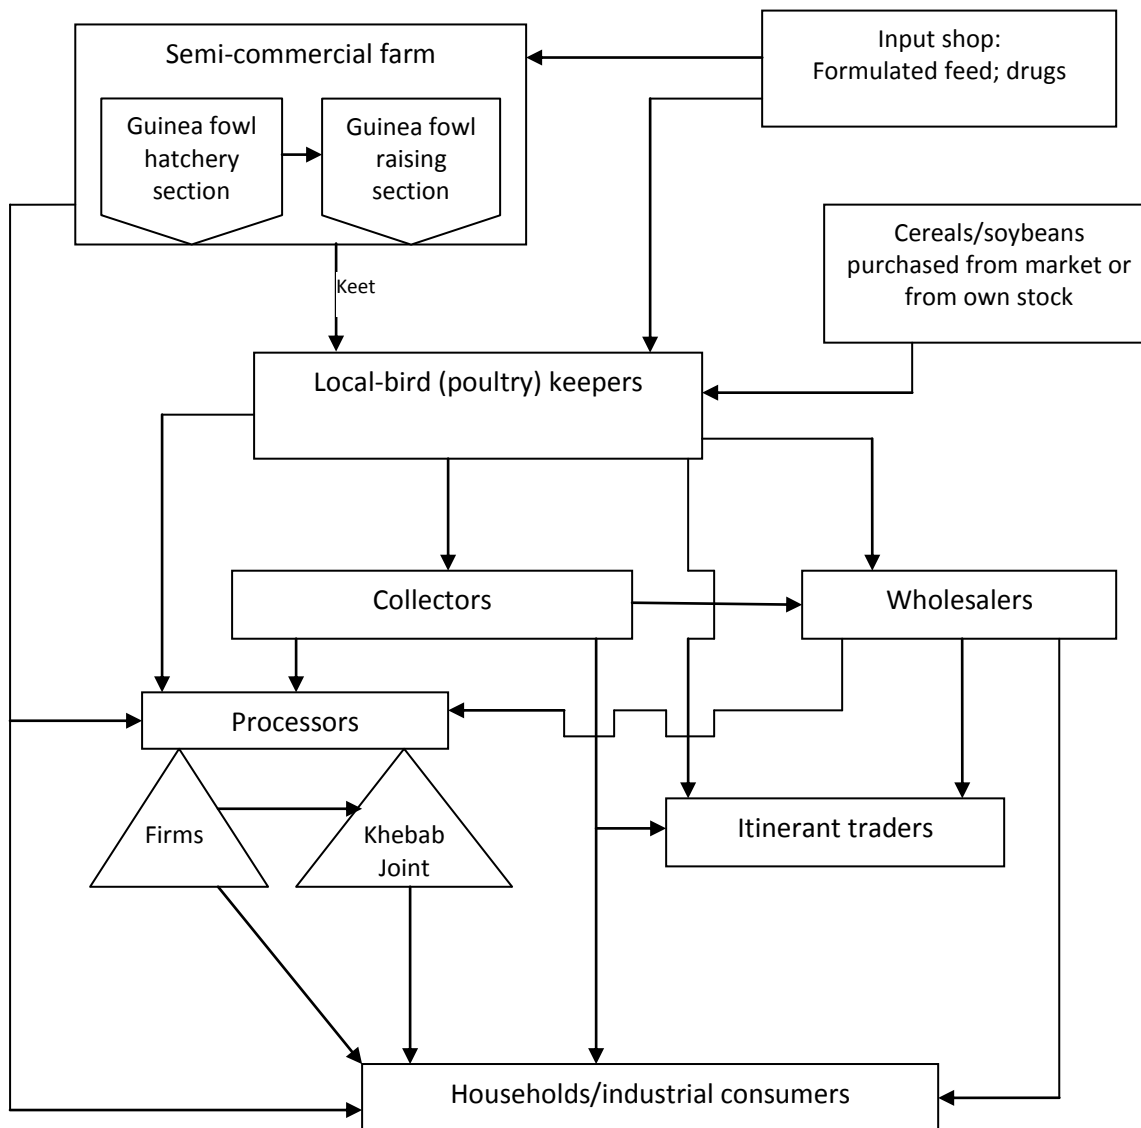 Semi-commercial farm
Input shop:
Formulated feed; drugs
Guinea fowl
hatchery
section
Guinea fowl
raising
section
Cereals/soybeans
purchased from market or
from own stock
Keet
Local-bird (poultry) keepers
Collectors
Wholesalers
Processors
Firms
Khebab
Joint
Itinerant traders
Households/industrial consumers